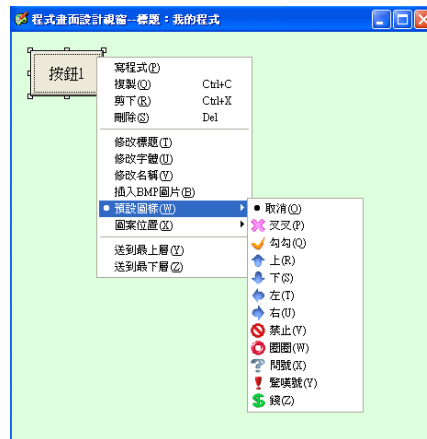 程式畫面設計視窗--標題：我的程式
按鈕1
寫程式(P)
複製(Q) Ctrl+C
剪下(R) Ctrl+X
刪除(S) Del
修改標題(T)
修改字體(U)
修改名稱(V)
插入BMP圖片(B)
預設圖樣(W)
圖案位置(X)
送到最上層(Y)
送到最下層(Z)
取消(O)
叉叉(P)
勾勾(Q)
上(R)
下(S)
左(T)
右(U)
禁止(V)
圈圈(W)
問號(X)
驚嘆號(Y)
錢(Z)